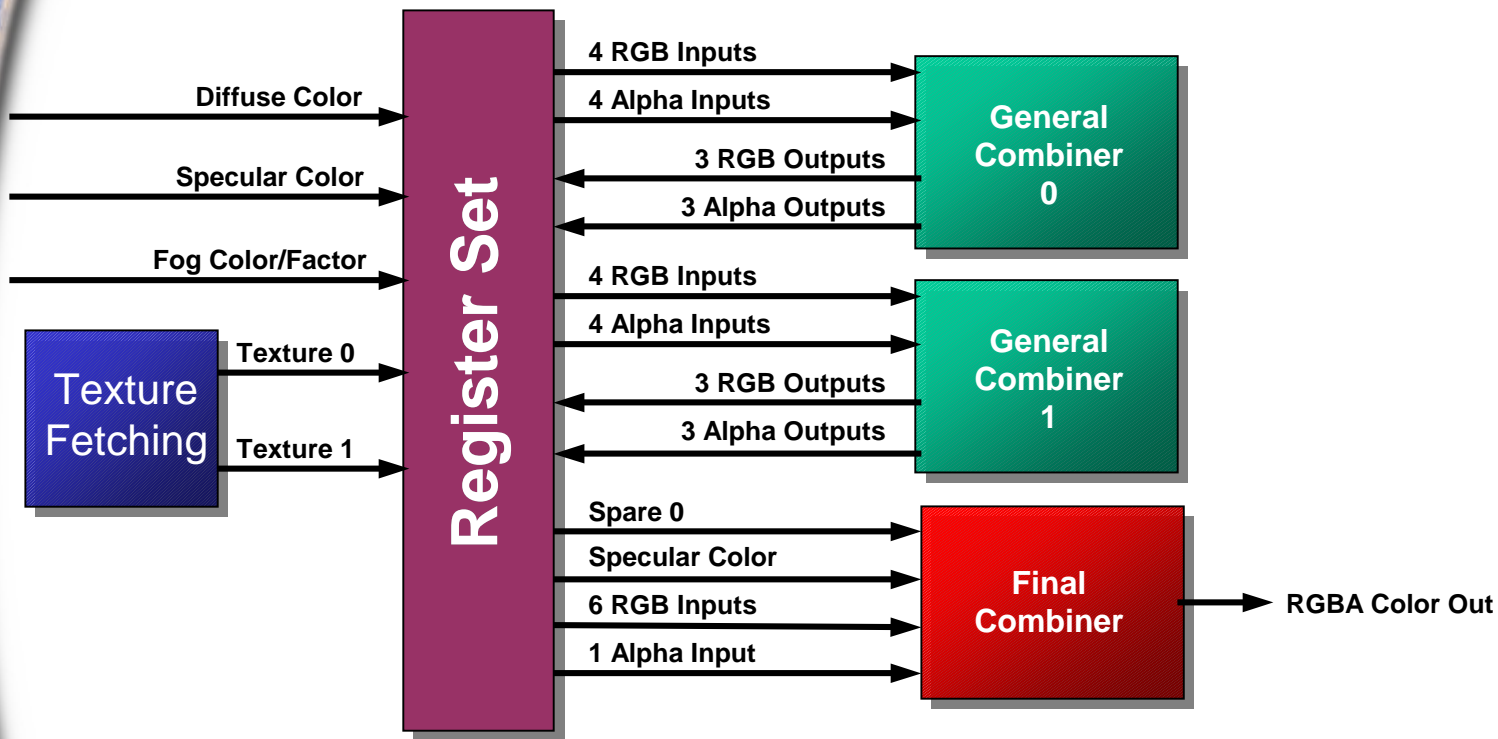 Diffuse Color
Specular Color
Fog Color/Factor
Texture
Fetching
Texture 0
Texture 1
Register Set
4 RGB Inputs
4 Alpha Inputs
3 RGB Outputs
3 Alpha Outputs
General
Combiner
0
4 RGB Inputs
4 Alpha Inputs
3 RGB Outputs
3 Alpha Outputs
General
Combiner
1
Spare 0
Specular Color
6 RGB Inputs
1 Alpha Input
Final
Combiner
RGBA Color Out